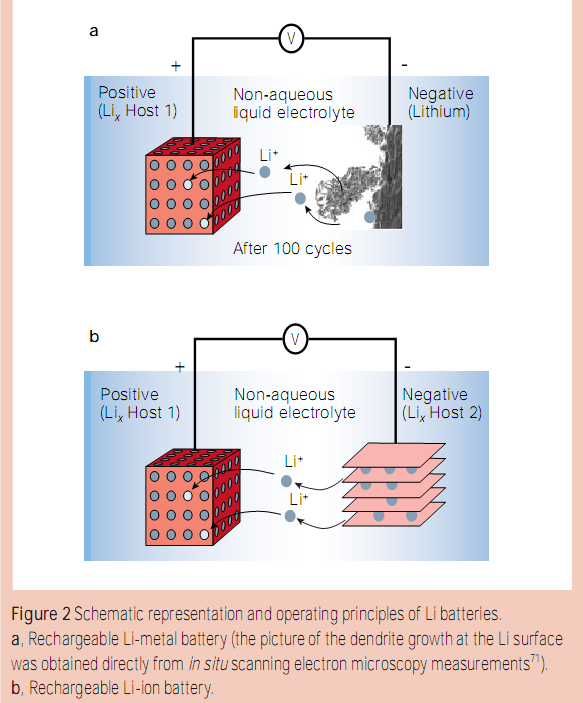 a
V
+ -
Positive Non-aqueous Negative
(Liₓ Host 1) liquid electrolyte (Lithium)
Li⁺
Li⁺
After 100 cycles
b
V
+ -
Positive Non-aqueous Negative
(Liₓ Host 1) liquid electrolyte (Liₓ Host 2)
Li⁺
Li⁺
Figure 2 Schematic representation and operating principles of Li batteries.
a, Rechargeable Li-metal battery (the picture of the dendrite growth at the Li surface
was obtained directly from in situ scanning electron microscopy measurements⁷¹).
b, Rechargeable Li-ion battery.